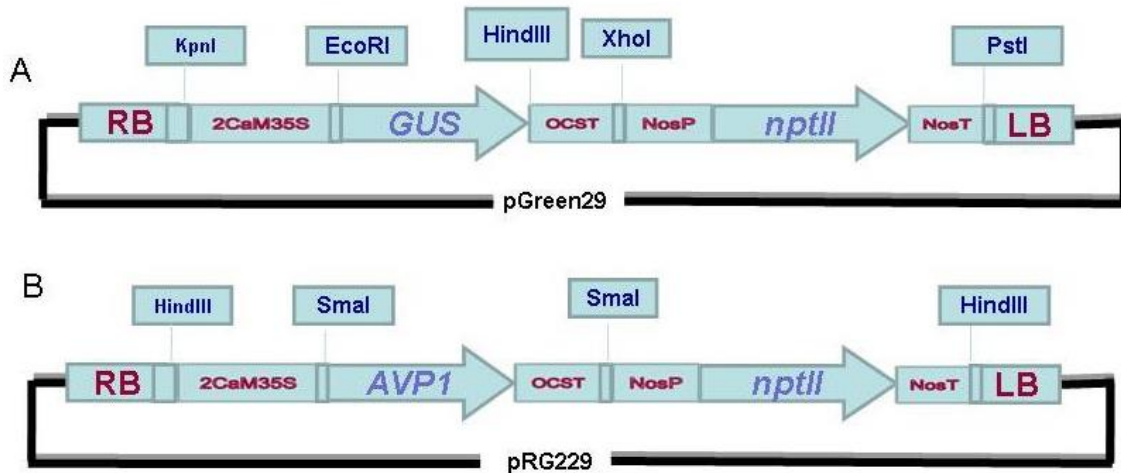 A
KpnI EcoRI HindIII XhoI PstI
RB 2CaM35S GUS OCST NosP nptII NosT LB
pGreen29
B
HindIII SmaI SmaI HindIII
RB 2CaM35S AVP1 OCST NosP nptII NosT LB
pRG229